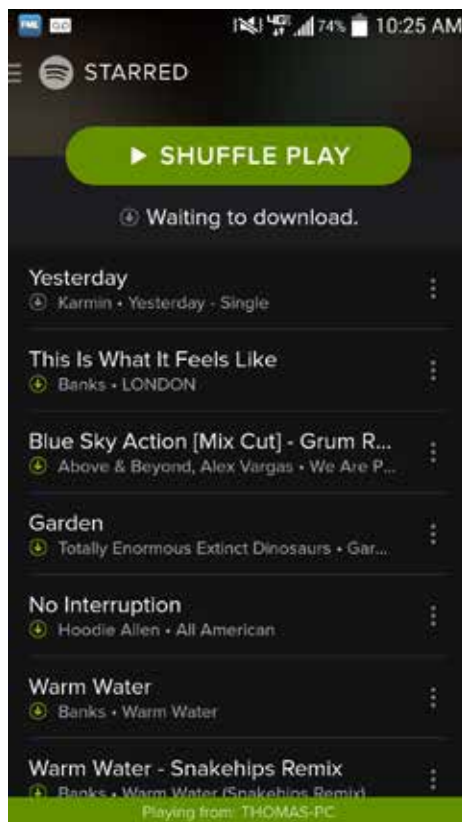 FME 4G 74% 10:25 AM
STARRED
SHUFFLE PLAY
Waiting to download.
Yesterday
Karmin • Yesterday - Single
This Is What It Feels Like
Banks • LONDON
Blue Sky Action [Mix Cut] - Grum R...
Above & Beyond, Alex Vargas • We Are P...
Garden
Totally Enormous Extinct Dinosaurs • Gar...
No Interruption
Hoodie Allen • All American
Warm Water
Banks • Warm Water
Warm Water - Snakehips Remix
Banks • Warm Water (Snakehips Remix)
Playing from: THOMAS-PC